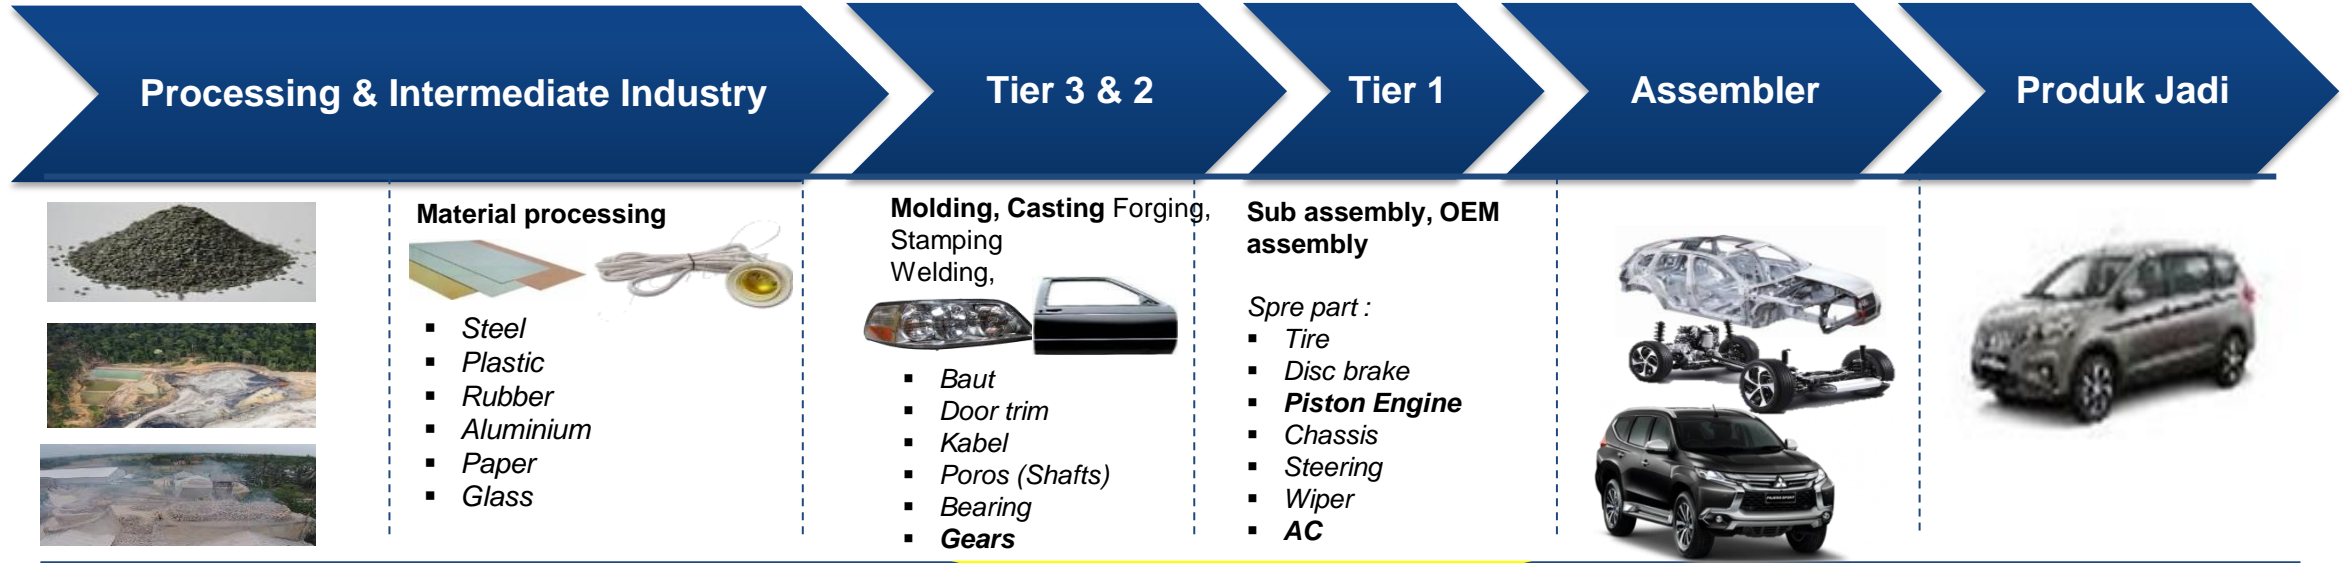 Processing & Intermediate Industry
Tier 3 & 2
Tier 1
Assembler
Produk Jadi
Material processing
▪ Steel
▪ Plastic
▪ Rubber
▪ Aluminium
▪ Paper
▪ Glass
Molding, Casting Forging,
Stamping
Welding,
▪ Baut
▪ Door trim
▪ Kabel
▪ Poros (Shafts)
▪ Bearing
▪ Gears
Sub assembly, OEM
assembly
Spre part :
▪ Tire
▪ Disc brake
▪ Piston Engine
▪ Chassis
▪ Steering
▪ Wiper
▪ AC